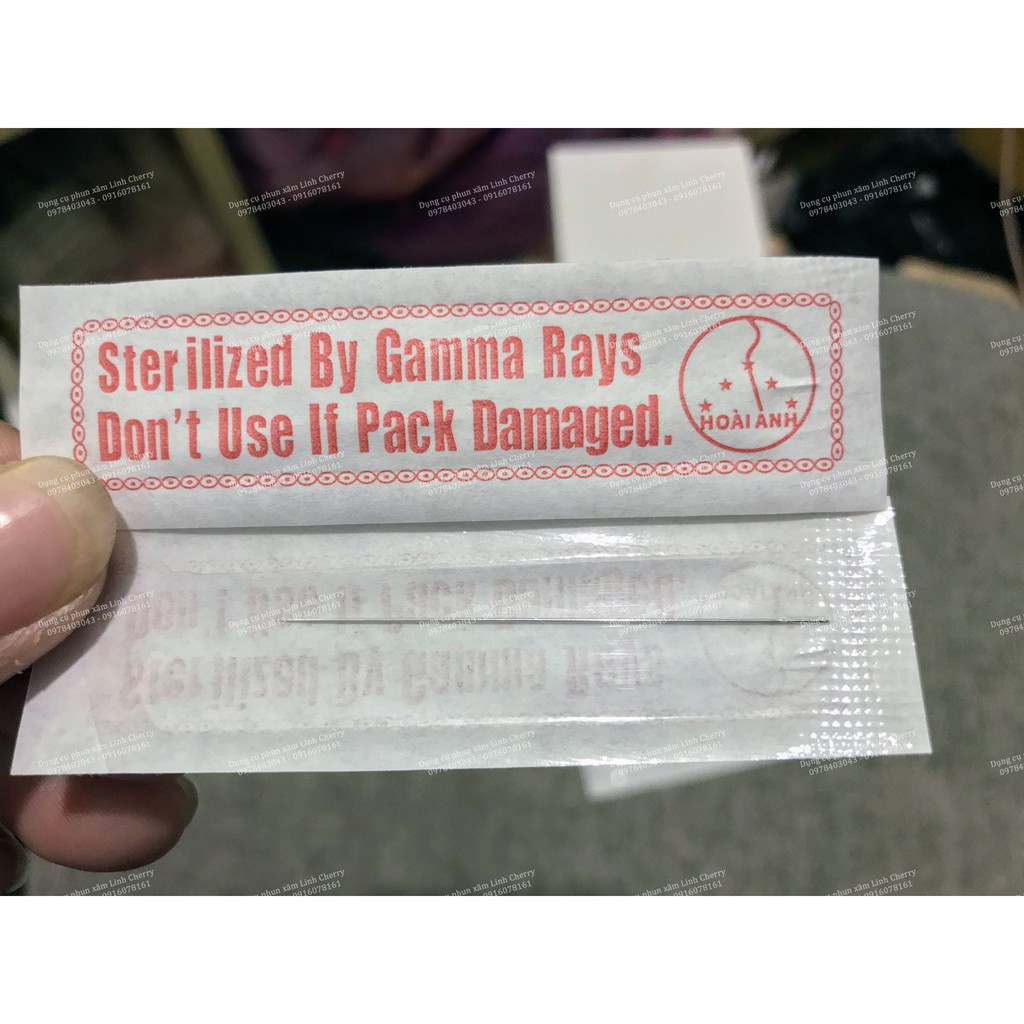 Sterilized By Gamma Rays
Don't Use If Pack Damaged.
HOÀI ANH
Dụng cụ phun xăm Linh Cherry
0978403043 - 0916078161